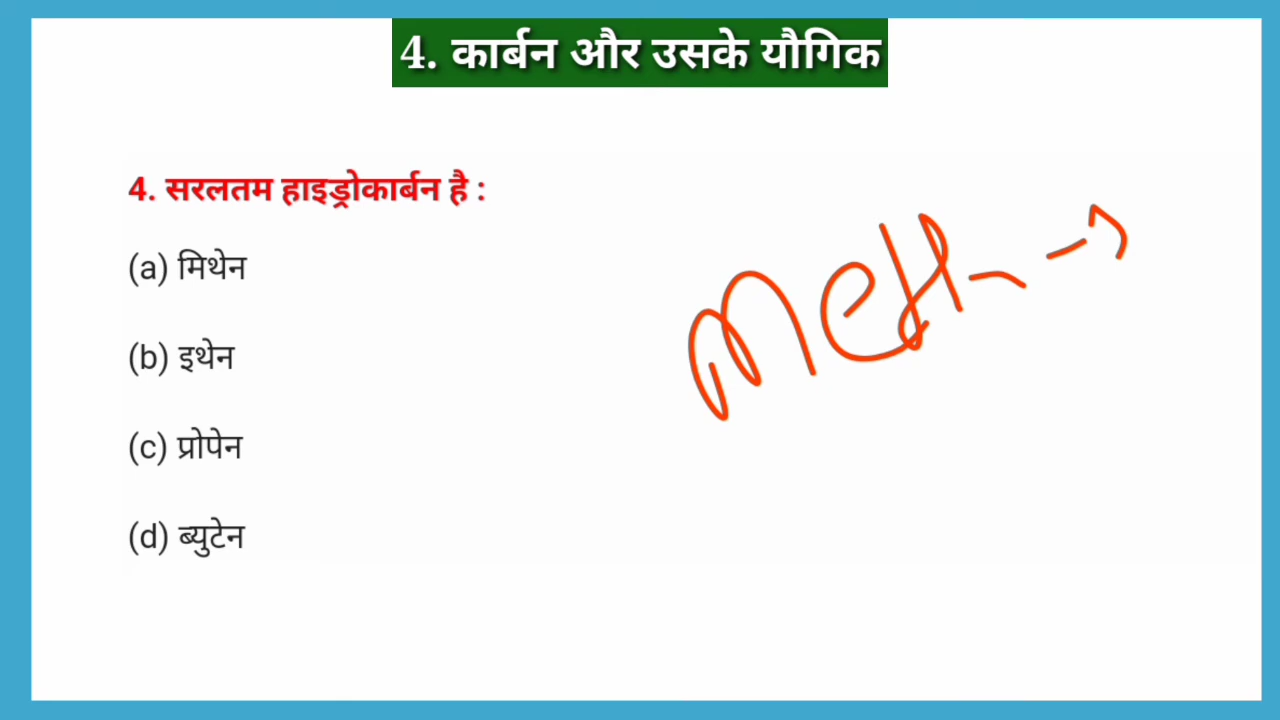 4. कार्बन और उसके यौगिक
4. सरलतम हाइड्रोकार्बन है :
(a) मिथेन
(b) इथेन
(c) प्रोपेन
(d) ब्युटेन
Meth